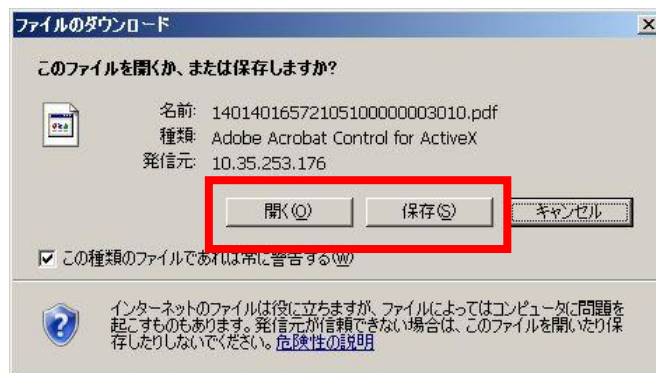 ファイルのダウンロード
このファイルを開くか、または保存しますか?
名前: 14014016572105100000003010.pdf
種類: Adobe Acrobat Control for ActiveX
発信元: 10.35.253.176
開く(O) 保存(S) キャンセル
この種類のファイルであれば常に警告する(W)
インターネットのファイルは役に立ちますが、ファイルによってはコンピュータに問題を
起こすものもあります。発信元が信頼できない場合は、このファイルを開いたり保
存したりしないでください。危険性の説明